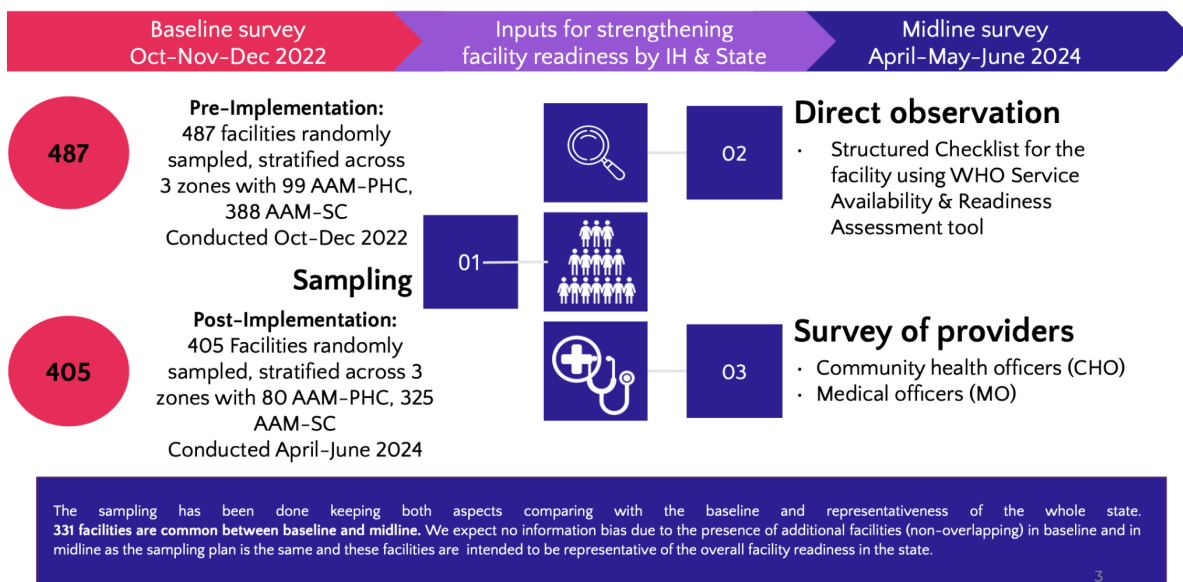 Baseline survey
Oct-Nov-Dec 2022
Inputs for strengthening
facility readiness by IH & State
Midline survey
April-May-June 2024
487
Pre-Implementation:
487 facilities randomly
sampled, stratified across
3 zones with 99 AAM-PHC,
388 AAM-SC
Conducted Oct-Dec 2022
Sampling
01
405
Post-Implementation:
405 Facilities randomly
sampled, stratified across 3
zones with 80 AAM-PHC, 325
AAM-SC
Conducted April-June 2024
02
Direct observation
• Structured Checklist for the
facility using WHO Service
Availability & Readiness
Assessment tool
03
Survey of providers
• Community health officers (CHO)
• Medical officers (MO)
The sampling has been done keeping both aspects comparing with the baseline and representativeness of the whole state.
331 facilities are common between baseline and midline. We expect no information bias due to the presence of additional facilities (non-overlapping) in baseline and in
midline as the sampling plan is the same and these facilities are intended to be representative of the overall facility readiness in the state.
3